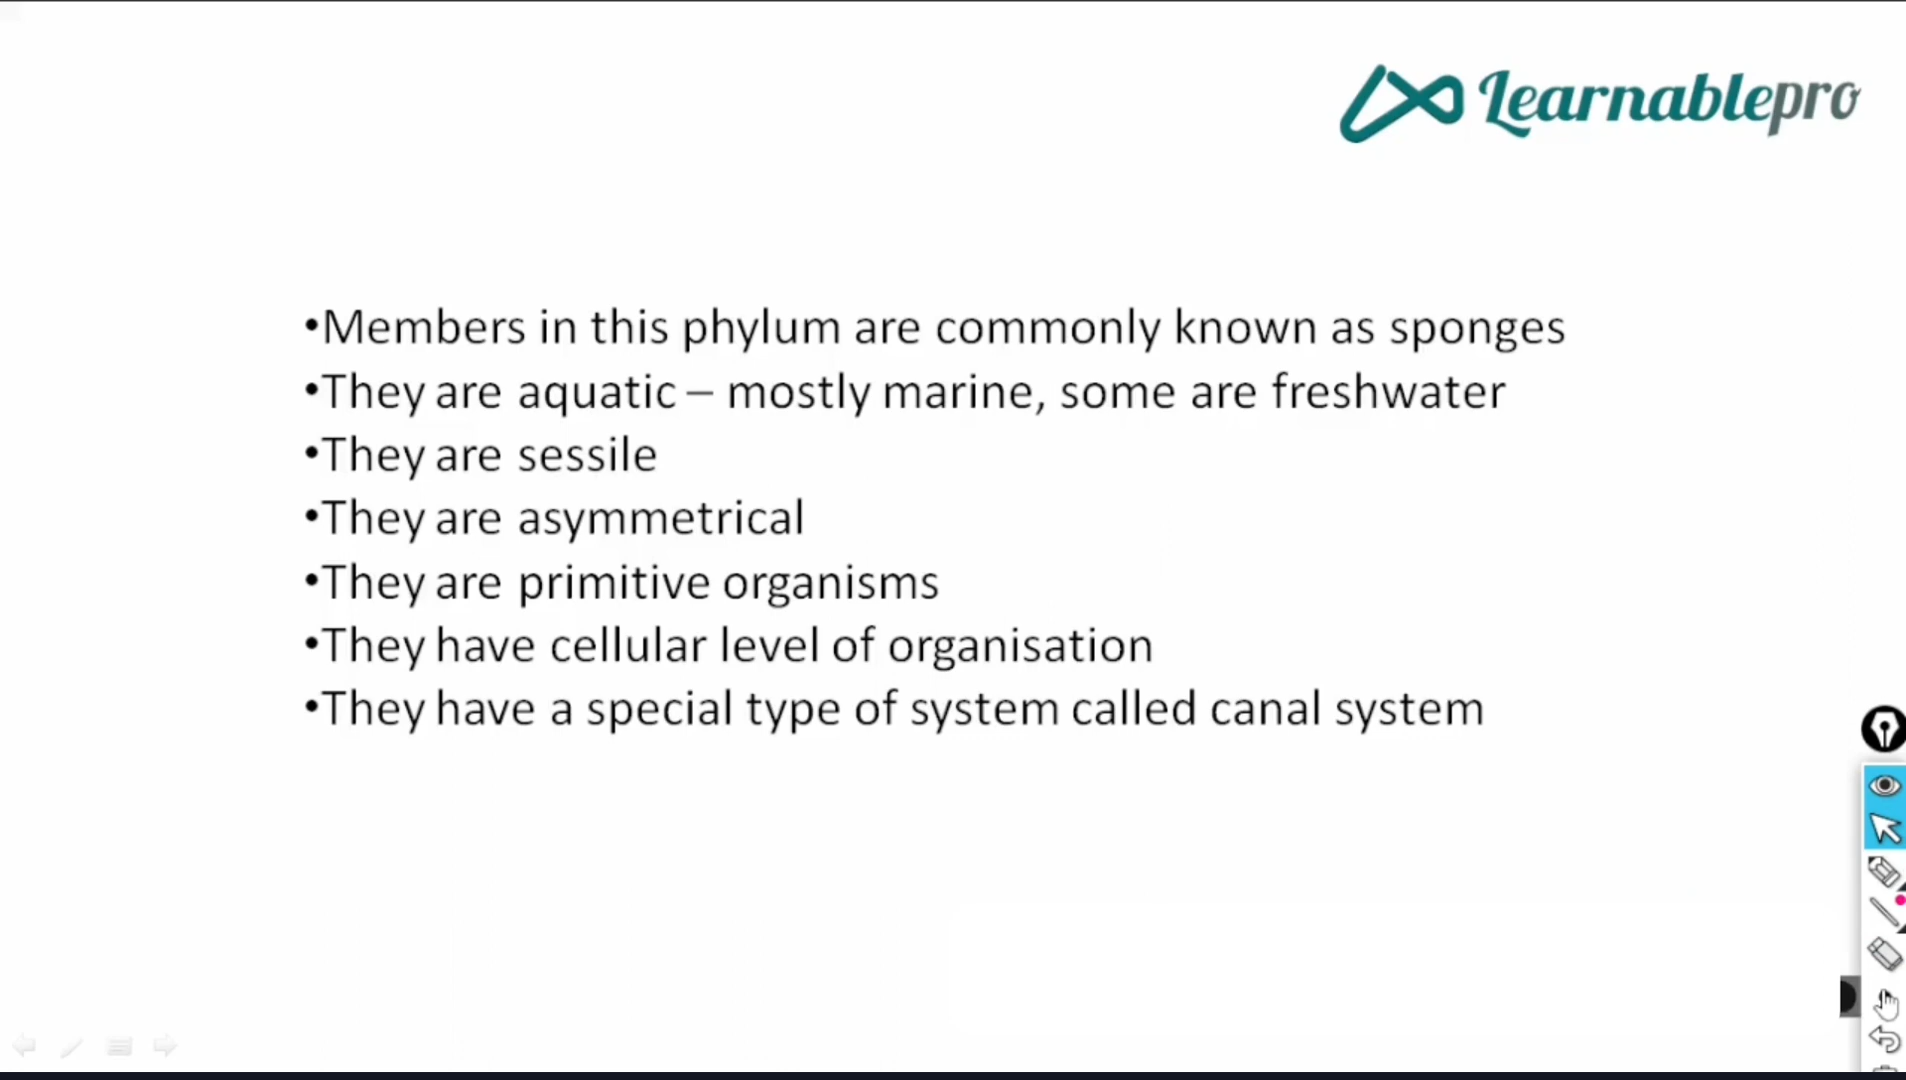 Learnablepro
•Members in this phylum are commonly known as sponges
•They are aquatic – mostly marine, some are freshwater
•They are sessile
•They are asymmetrical
•They are primitive organisms
•They have cellular level of organisation
•They have a special type of system called canal system